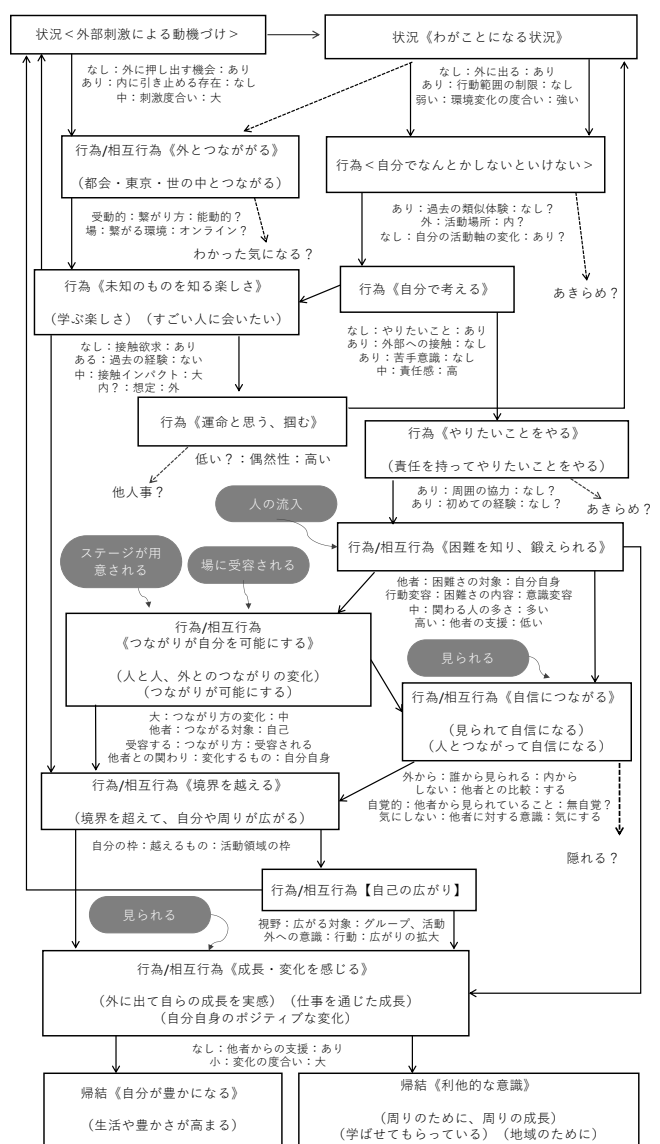 状況＜外部刺激による動機づけ＞
状況《わがことになる状況》
なし：外に押し出す機会：あり
あり：内に引き止める存在：なし
中：刺激度合い：大
なし：外に出る：あり
あり：行動範囲の制限：なし
弱い：環境変化の度合い：強い
行為/相互行為《外とつながる》
（都会・東京・世の中とつながる）
行為＜自分でなんとかしないといけない＞
受動的：繋がり方：能動的？
場：繋がる環境：オンライン？
わかった気になる？
あり：過去の類似体験：なし？
外：活動場所：内？
なし：自分の活動軸の変化：あり？
あきらめ？
行為《未知のものを知る楽しさ》
（学ぶ楽しさ）（すごい人に会いたい）
行為《自分で考える》
なし：接触欲求：あり
ある：過去の経験：ない
中：接触インパクト：大
内？：想定：外
なし：やりたいこと：あり
あり：外部への接触：なし
あり：苦手意識：なし
中：責任感：高
行為《運命と思う、掴む》
行為《やりたいことをやる》
（責任を持ってやりたいことをやる）
低い？：偶然性：高い
他人事？
あり：周囲の協力：なし？
あり：初めての経験：なし？
あきらめ？
人の流入
ステージが用
意される
場に受容される
行為/相互行為《困難を知り、鍛えられる》
他者：困難さの対象：自分自身
行動変容：困難さの内容：意識変容
中：関わる人の多さ：多い
高い：他者の支援：低い
行為/相互行為
《つながりが自分を可能にする》
（人と人、外とのつながりの変化）
（つながりが可能にする）
見られる
行為/相互行為《自信につながる》
（見られて自信になる）
（人とつながって自信になる）
大：つながり方の変化：中
他者：つながる対象：自己
受容する：つながり方：受容される
他者との関わり：変化するもの：自分自身
行為/相互行為《境界を越える》
（境界を超えて、自分や周りが広がる）
外から：誰から見られる：内から
しない：他者との比較：する
自覚的：他者から見られていること：無自覚？
気にしない：他者に対する意識：気にする
隠れる？
自分の枠：越えるもの：活動領域の枠
行為/相互行為【自己の広がり】
見られる
視野：広がる対象：グループ、活動
外への意識：行動：広がりの拡大
行為/相互行為《成長・変化を感じる》
（外に出て自らの成長を実感）（仕事を通じた成長）
（自分自身のポジティブな変化）
なし：他者からの支援：あり
小：変化の度合い：大
帰結《自分が豊かになる》
（生活や豊かさが高まる）
帰結《利他的な意識》
（周りのために、周りの成長）
（学ばせてもらっている）（地域のために）